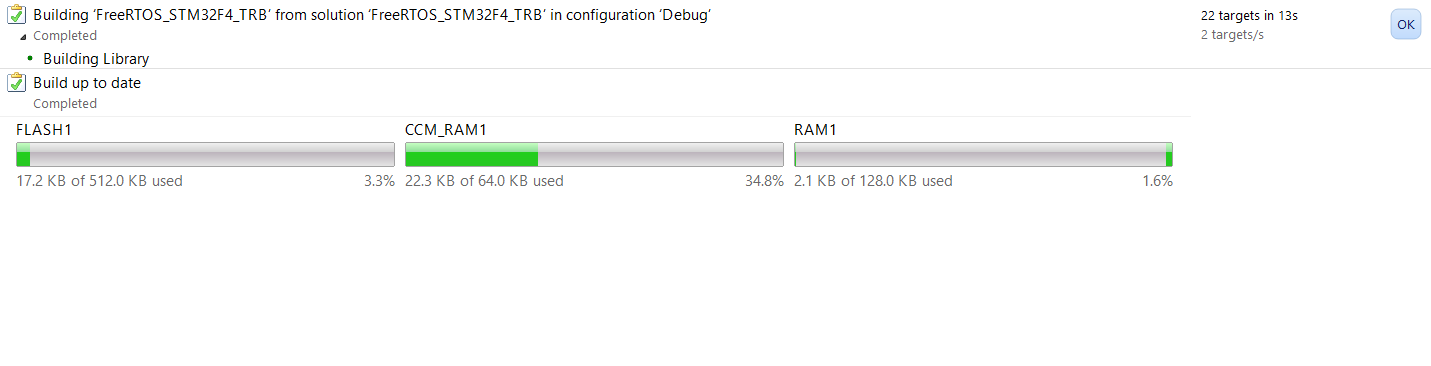 Building ‘FreeRTOS_STM32F4_TRB’ from solution ‘FreeRTOS_STM32F4_TRB’ in configuration ‘Debug’
22 targets in 13s
OK
Completed
2 targets/s
Building Library
Build up to date
Completed
FLASH1 CCM_RAM1 RAM1
17.2 KB of 512.0 KB used 3.3% 22.3 KB of 64.0 KB used 34.8% 2.1 KB of 128.0 KB used 1.6%